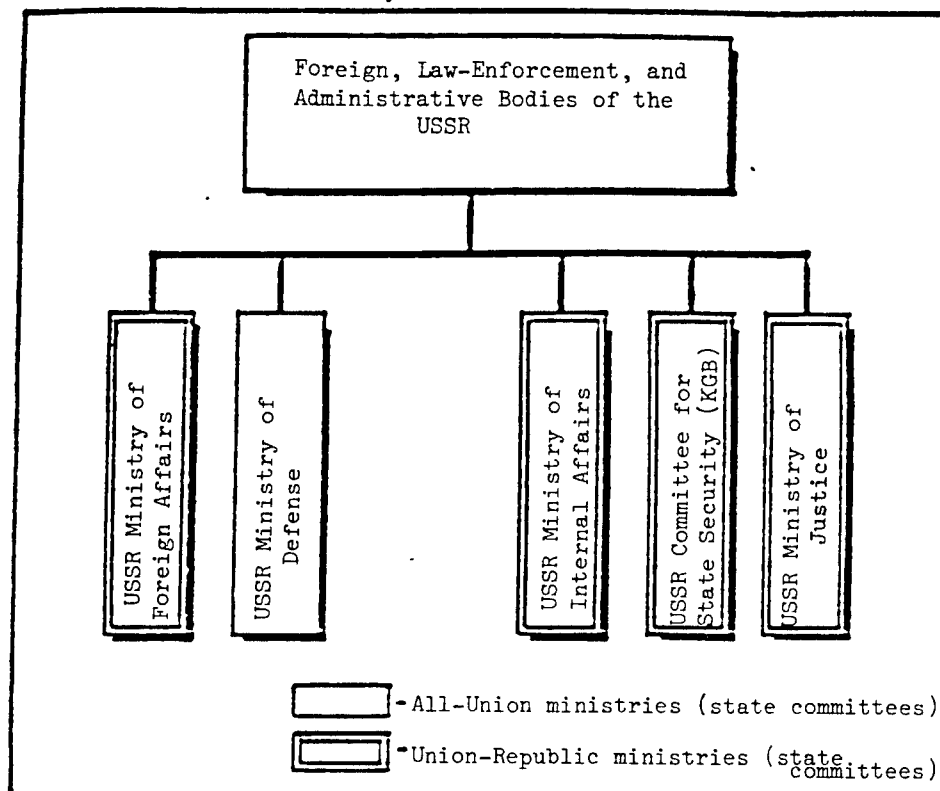 Foreign, Law-Enforcement, and
Administrative Bodies of the
USSR
USSR Ministry of
Foreign Affairs
USSR Ministry of
Defense
USSR Ministry of
Internal Affairs
USSR Committee for
State Security (KGB)
USSR Ministry of
Justice
-All-Union ministries (state committees)
-Union-Republic ministries (state
committees)